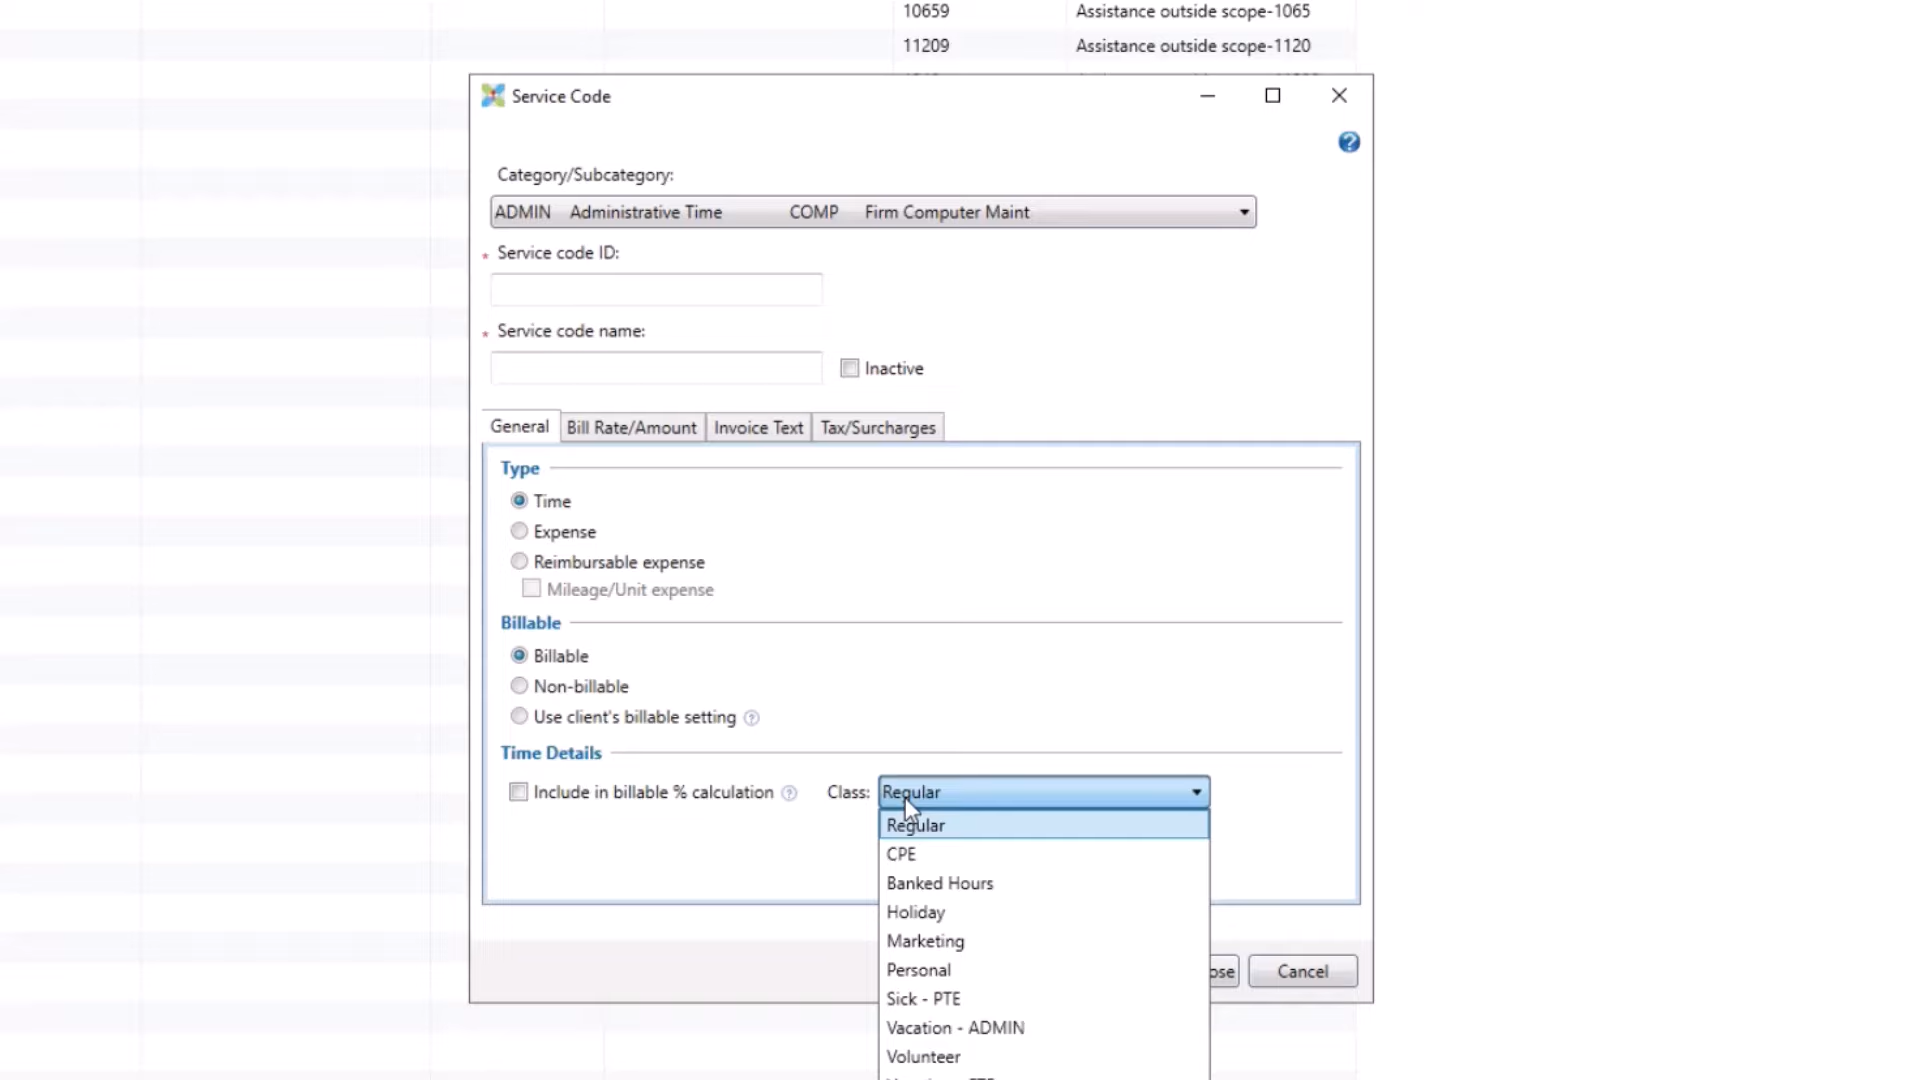 10659 Assistance outside scope-1065
11209 Assistance outside scope-1120
Service Code
Category/Subcategory:
ADMIN Administrative Time COMP Firm Computer Maint
* Service code ID:
* Service code name:
Inactive
General Bill Rate/Amount Invoice Text Tax/Surcharges
Type
Time
Expense
Reimbursable expense
Mileage/Unit expense
Billable
Billable
Non-billable
Use client's billable setting ?
Time Details
Include in billable % calculation ? Class: Regular
Regular
CPE
Banked Hours
Holiday
Marketing
Personal
ose Cancel
Sick - PTE
Vacation - ADMIN
Volunteer